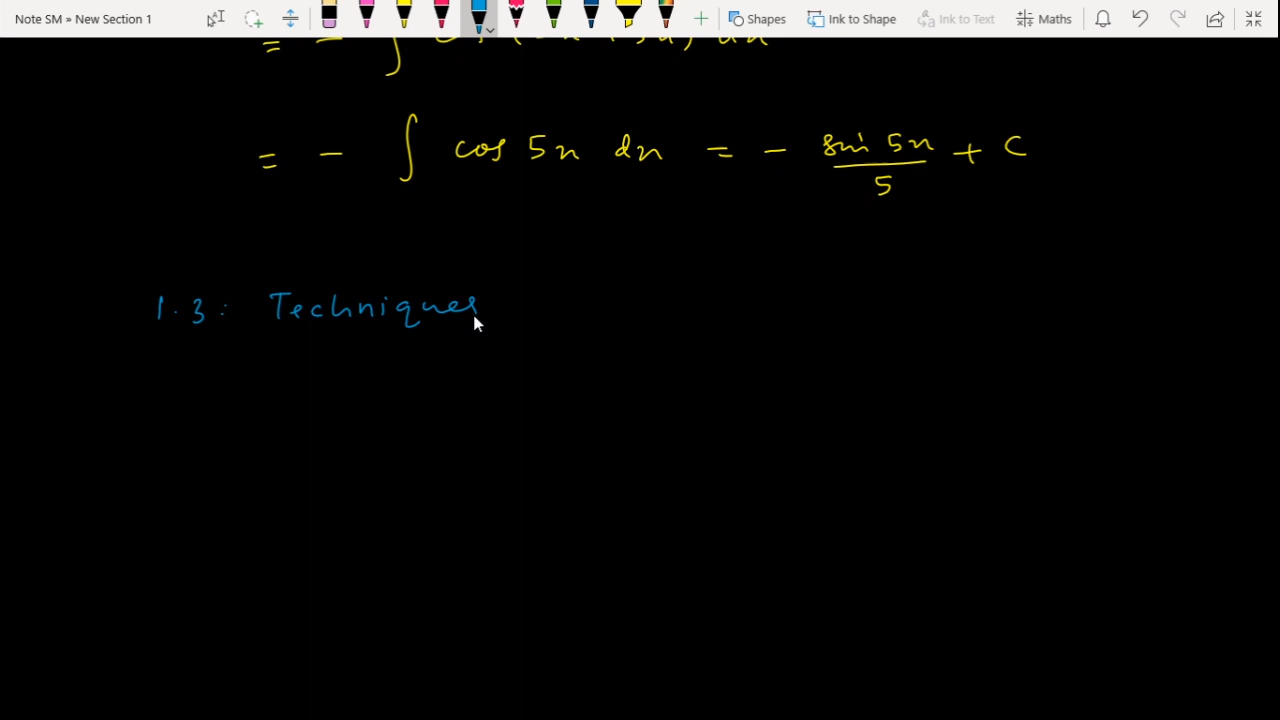 Note SM » New Section 1
Shapes
Ink to Shape
Ink to Text
Maths
= - ∫ dx
= - ∫ cos 5x dx = - sin 5x / 5 + C
1.3: Techniques